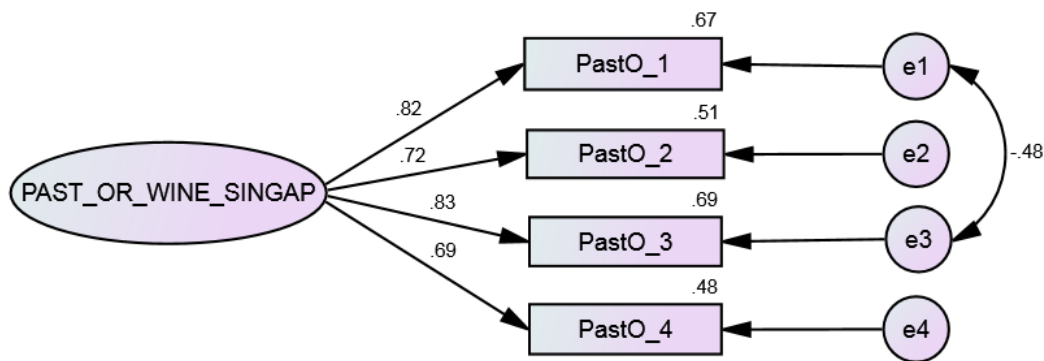 .67
PastO_1
e1
.82
.51
PastO_2
e2
-.48
.72
PAST_OR_WINE_SINGAP
.83
.69
PastO_3
e3
.69
.48
PastO_4
e4